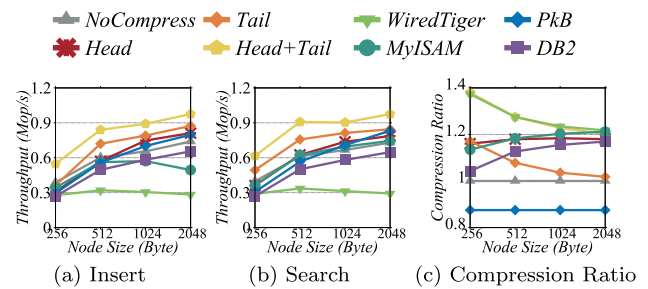 NoCompress Tail WiredTiger PkB
Head Head+Tail MyISAM DB2
Throughput (Mop/s)
1.2
0.9
0.6
0.3
256 512 1024 2048
Node Size (Byte)
(a) Insert
Throughput (Mop/s)
1.2
0.9
0.6
0.3
256 512 1024 2048
Node Size (Byte)
(b) Search
Compression Ratio
1.4
1.2
1
0.8
256 512 1024 2048
Node Size (Byte)
(c) Compression Ratio